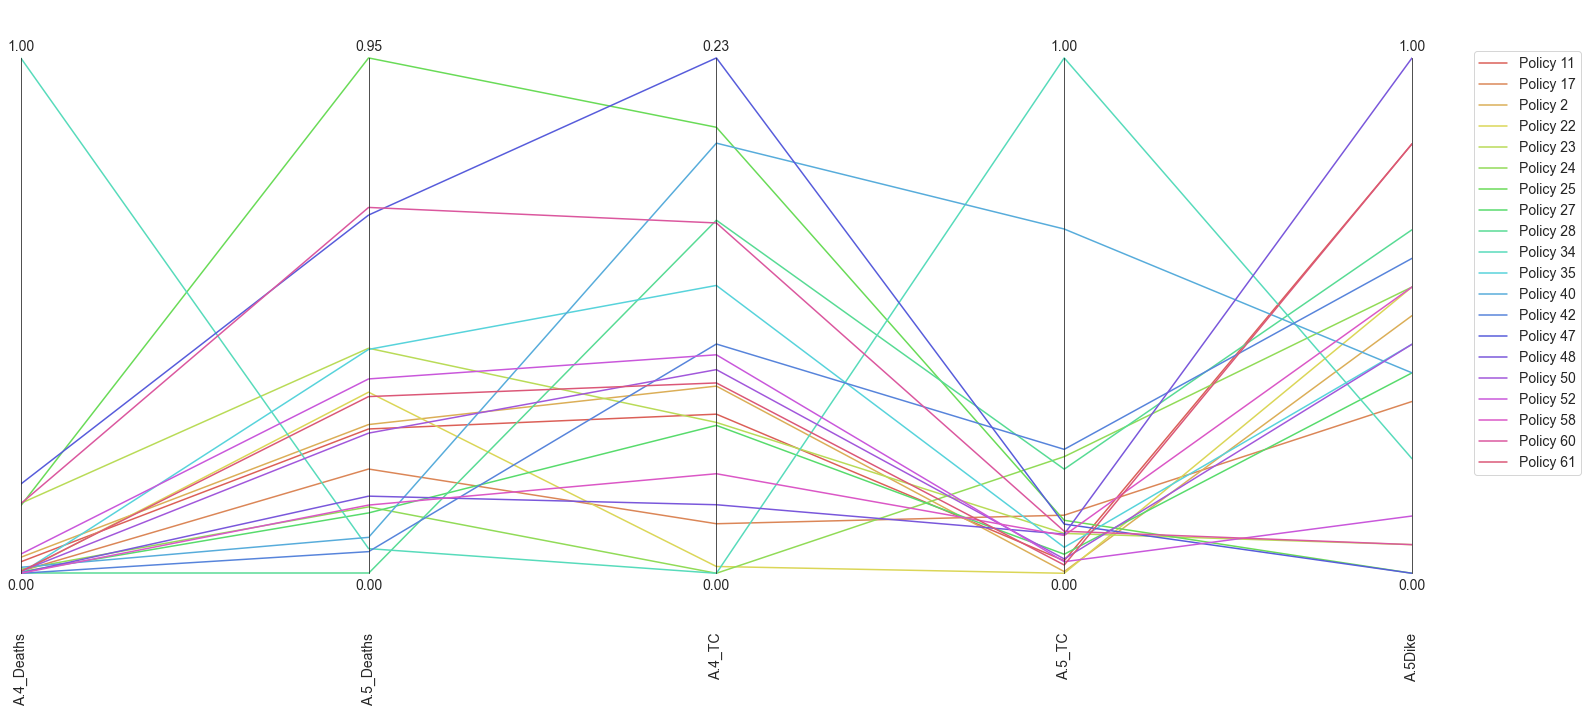 1.00
0.95
0.23
1.00
1.00
0.00
0.00
0.00
0.00
0.00
A.4_Deaths
A.5_Deaths
A.4_TC
A.5_TC
A.5Dike
Policy 11
Policy 17
Policy 2
Policy 22
Policy 23
Policy 24
Policy 25
Policy 27
Policy 28
Policy 34
Policy 35
Policy 40
Policy 42
Policy 47
Policy 48
Policy 50
Policy 52
Policy 58
Policy 60
Policy 61